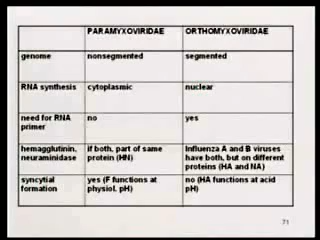 PARAMYXOVIRIDAE ORTHOMYXOVIRIDAE
genome nonsegmented segmented
RNA synthesis cytoplasmic nuclear
need for RNA no yes
primer
hemagglutinin, if both, part of same Influenza A and B viruses
neuraminidase protein (HN) have both, but on different
proteins (HA and NA)
syncytial yes (F functions at no (HA functions at acid
formation physiol. pH) pH)
71